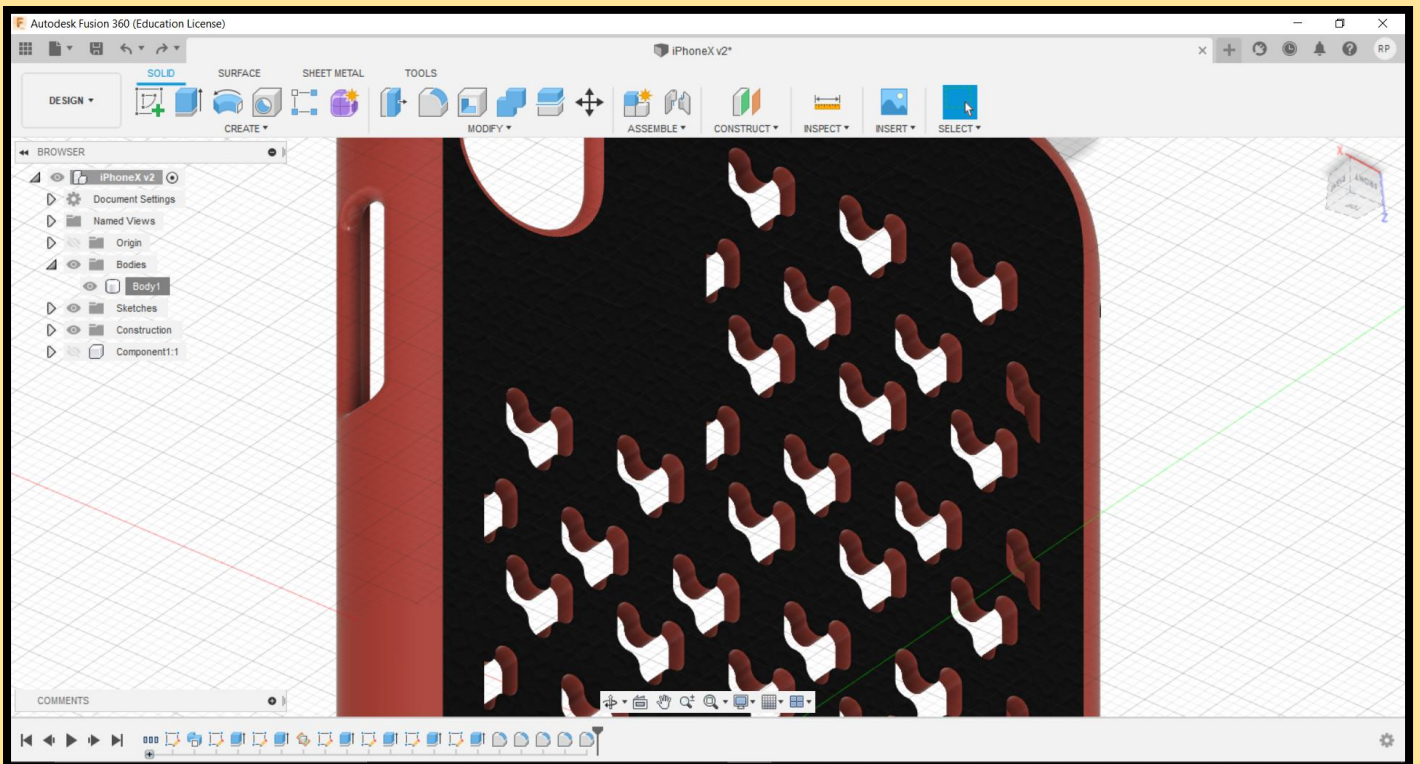 Autodesk Fusion 360 (Education License)
iPhoneX v2*
RP
SOLID SURFACE SHEET METAL TOOLS
DESIGN
CREATE MODIFY ASSEMBLE CONSTRUCT INSPECT INSERT SELECT
BROWSER
iPhoneX v2
Document Settings
Named Views
Origin
Bodies
Body1
Sketches
Construction
Component1:1
X
Z
COMMENTS